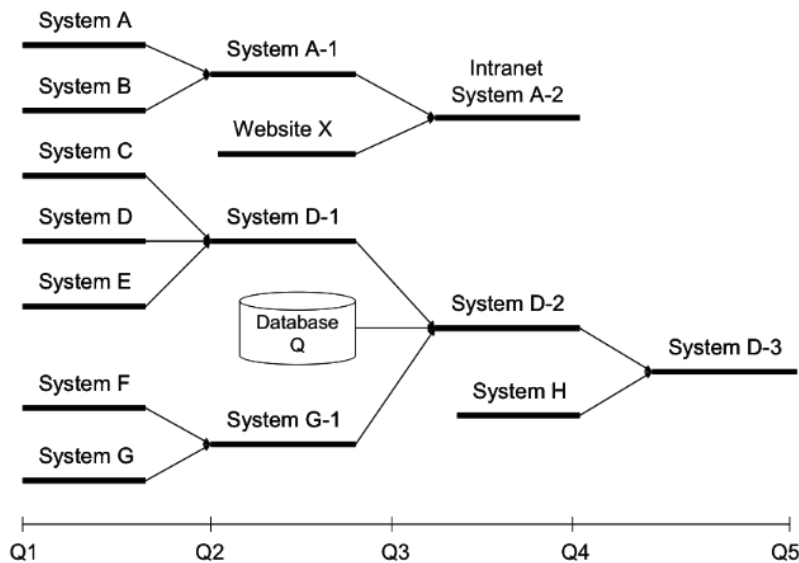 System A
System A-1
Intranet
System A-2
System B
Website X
System C
System D
System D-1
System E
Database
Q
System D-2
System D-3
System F
System H
System G-1
System G
Q1
Q2
Q3
Q4
Q5